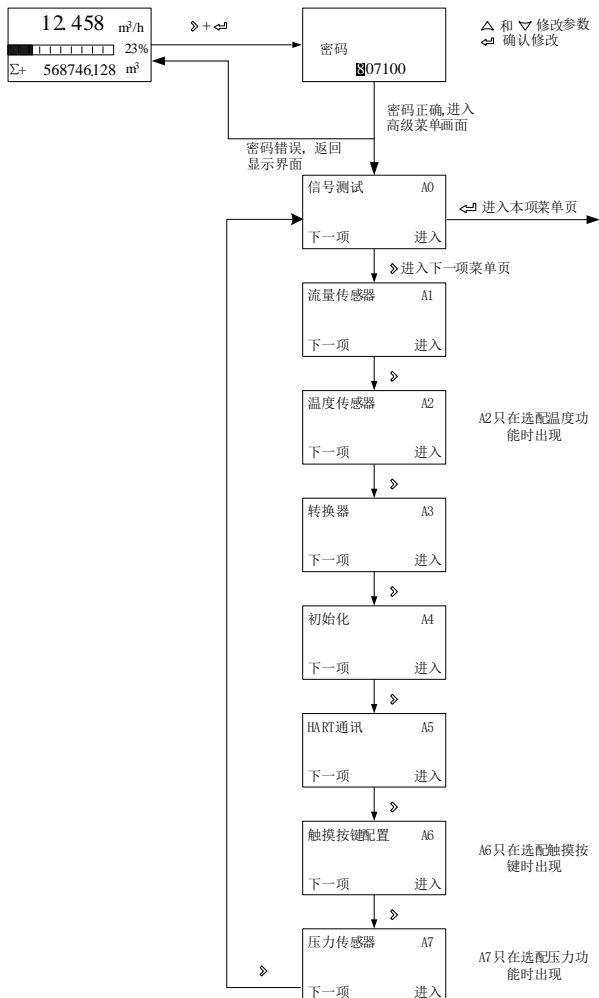 12.458 m³/h
23%
Σ+ 568746,128 m³
+
密码
807100
和 修改参数
确认修改
密码正确,进入
高级菜单画面
密码错误，返回
显示界面
信号测试 A0
下一项 进入
进入本项菜单页
进入下一项菜单页
流量传感器 A1
下一项 进入
温度传感器 A2
下一项 进入
A2只在选配温度功
能时出现
转换器 A3
下一项 进入
初始化 A4
下一项 进入
HART通讯 A5
下一项 进入
触摸按键配置 A6
下一项 进入
A6只在选配触摸按
键时出现
压力传感器 A7
下一项 进入
A7只在选配压力功
能时出现